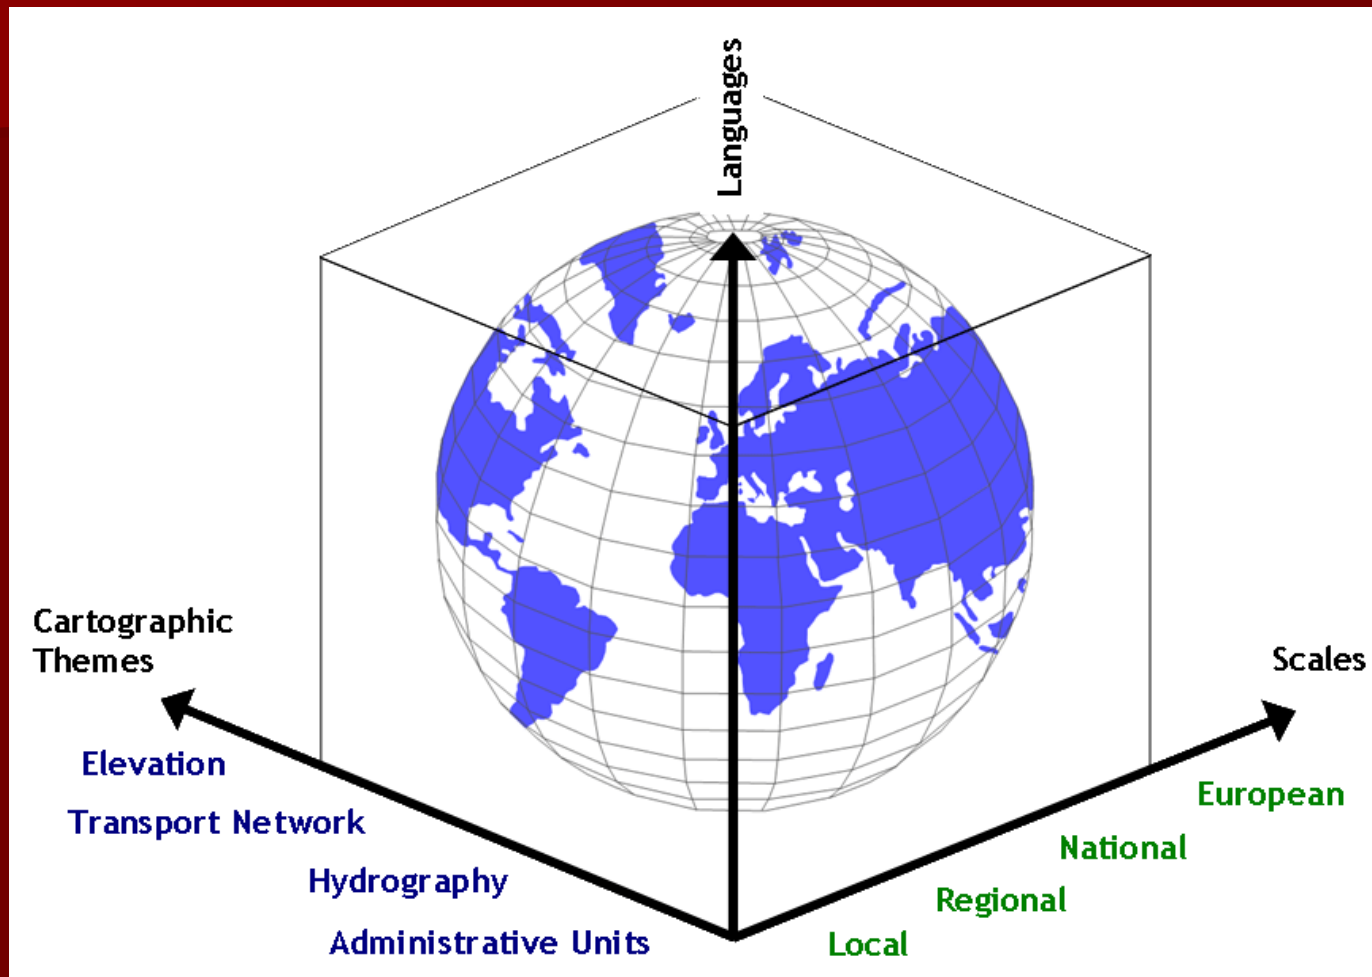 Languages
Cartographic
Themes
Scales
Elevation
Transport Network
Hydrography
Administrative Units
European
National
Regional
Local